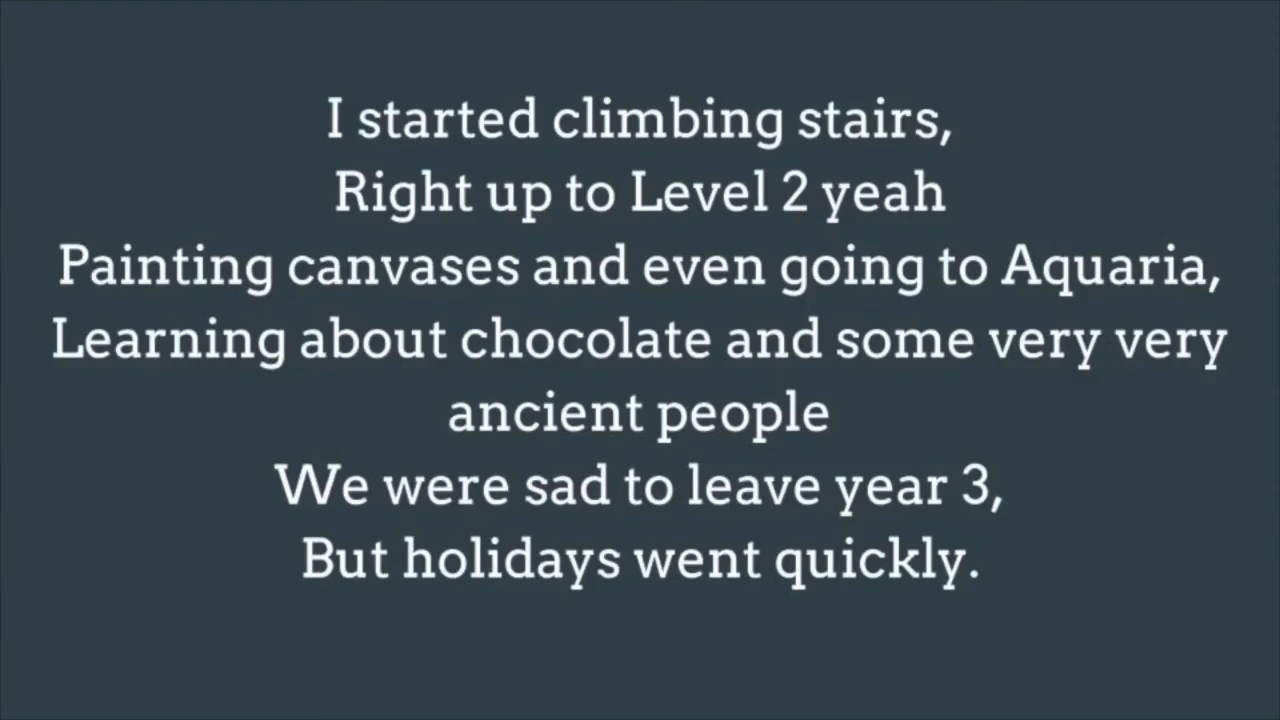 I started climbing stairs,
Right up to Level 2 yeah
Painting canvases and even going to Aquaria,
Learning about chocolate and some very very
ancient people
We were sad to leave year 3,
But holidays went quickly.